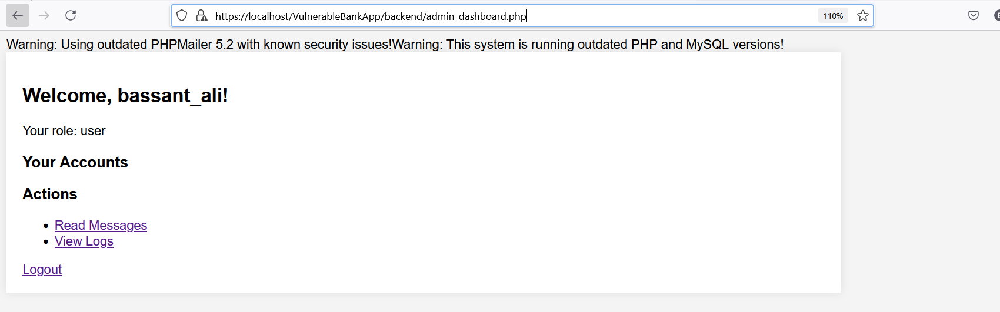 https://localhost/VulnerableBankApp/backend/admin_dashboard.php 110%
Warning: Using outdated PHPMailer 5.2 with known security issues!Warning: This system is running outdated PHP and MySQL versions!
Welcome, bassant_ali!
Your role: user
Your Accounts
Actions
• Read Messages
• View Logs
Logout